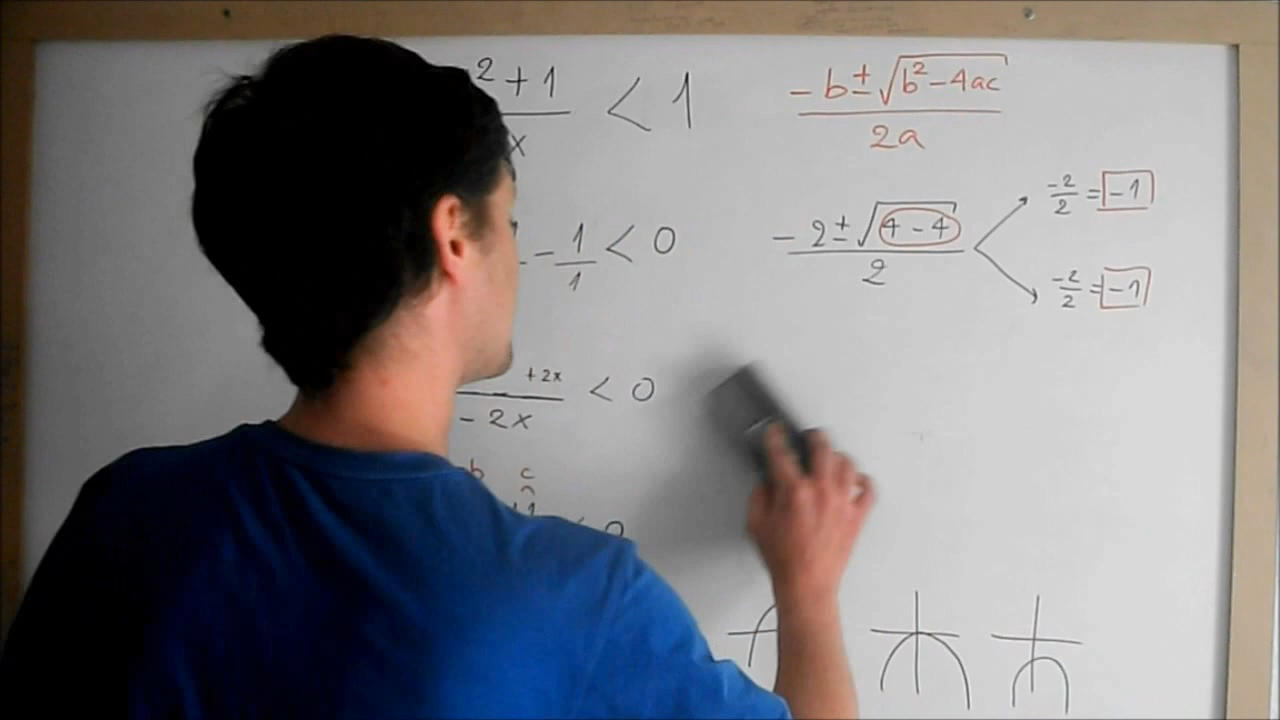 ²+1 / x < 1
- 1/1 < 0
+2x / - 2x < 0
b c
< 0
-b±√(b²-4ac) / 2a
-2±√(4-4) / 2
-2/2 = -1
-2/2 = -1